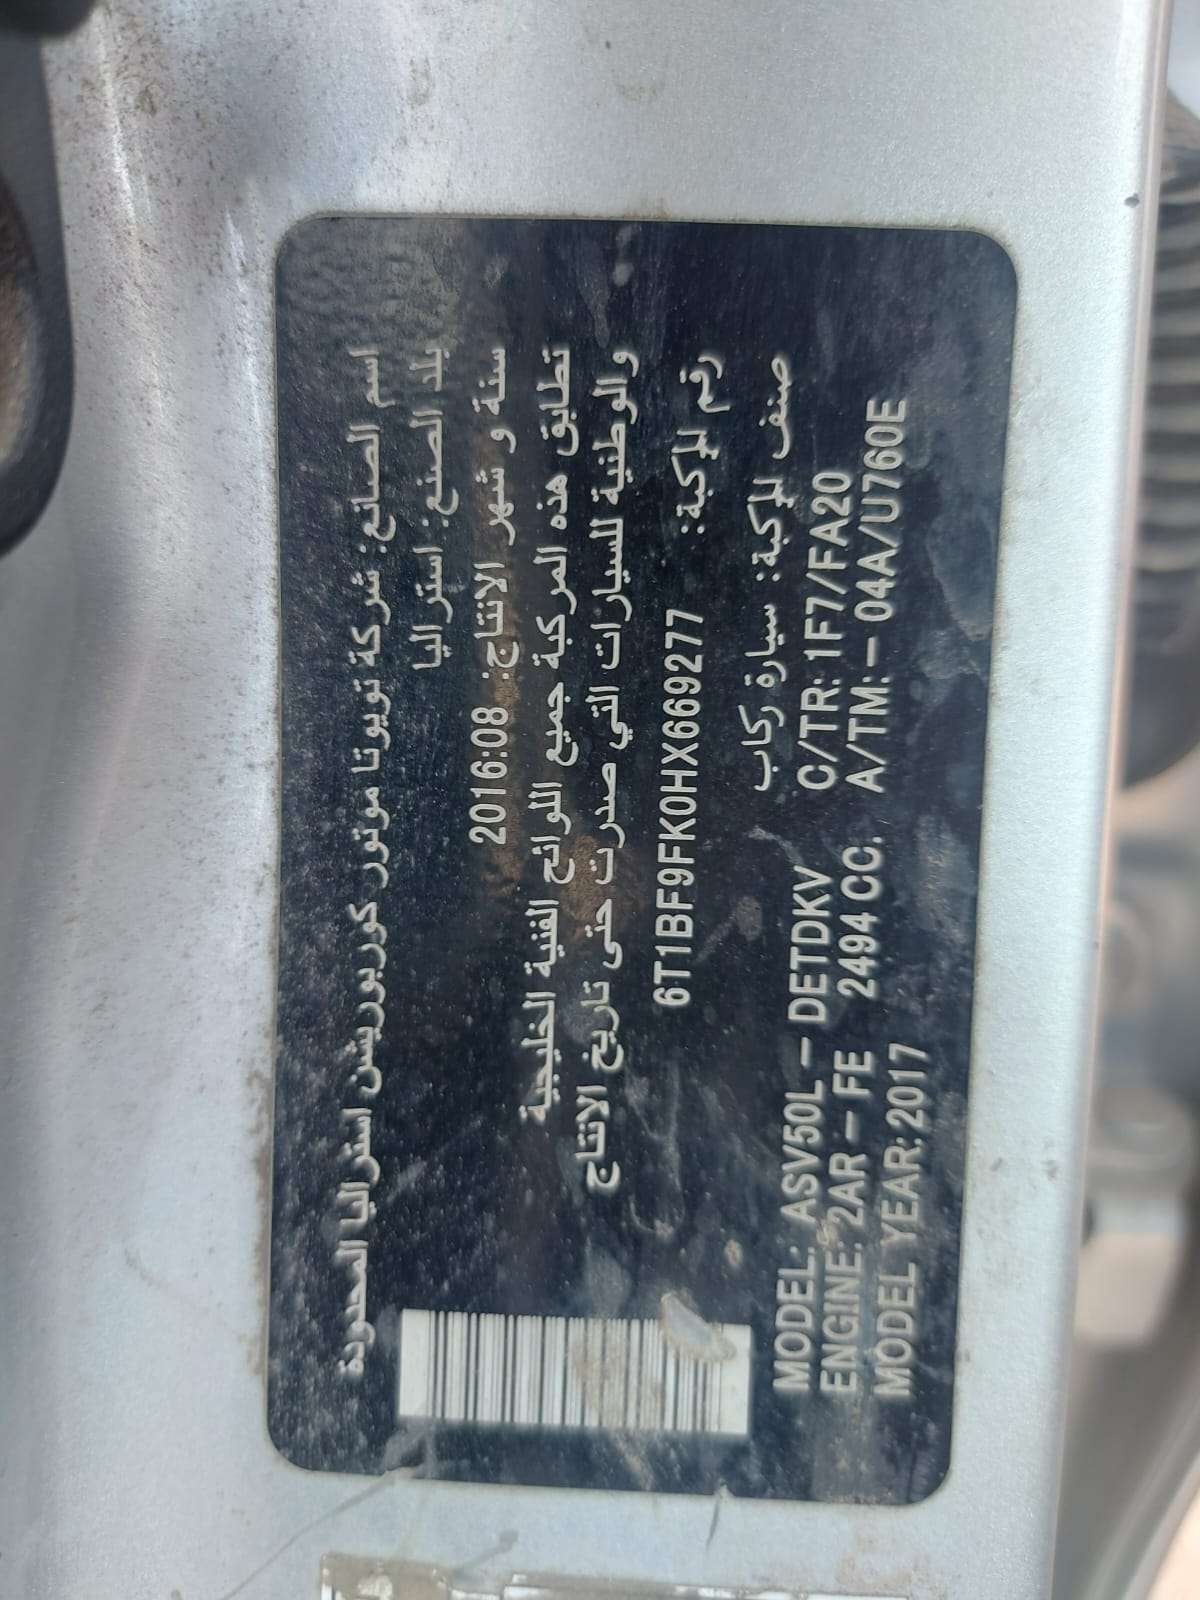 اسم الصانع: شركة تويوتا موتور كوربوريشن استراليا المحدودة
بلد الصنع: استراليا
سنة و شهر الانتاج: 2016:08
تطابق هذه المركبة جميع اللوائح الفنية الخليجية
والوطنية للسيارات التي صدرت حتى تاريخ الانتاج
رقم المركبة: 6T1BF9FK0HX669277
صنف المركبة: سيارة ركاب
MODEL: ASV50L – DETDKV C/TR: 1F7/FA20
ENGINE: 2AR – FE 2494 CC. A/TM: – 04A/U760E
MODEL YEAR: 2017